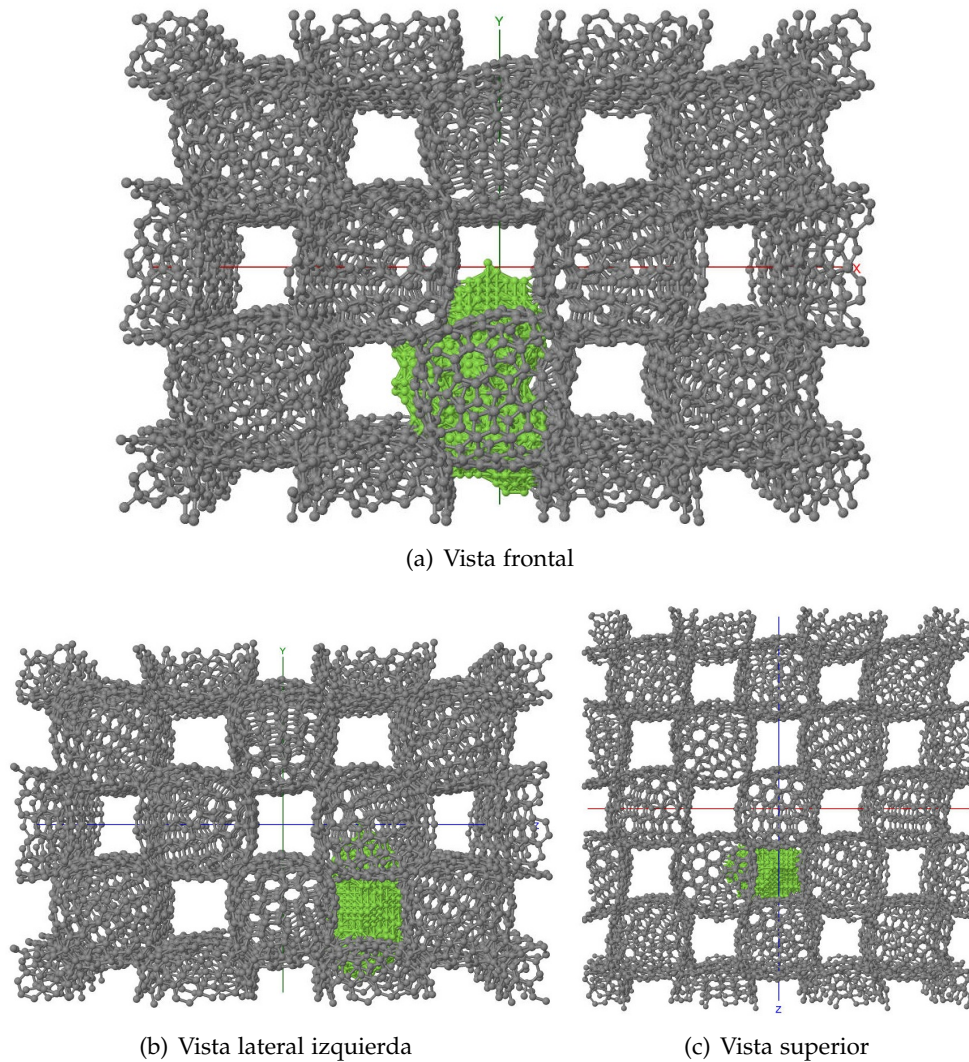 Y
X
(a) Vista frontal
Y
Z
(b) Vista lateral izquierda
Z
(c) Vista superior